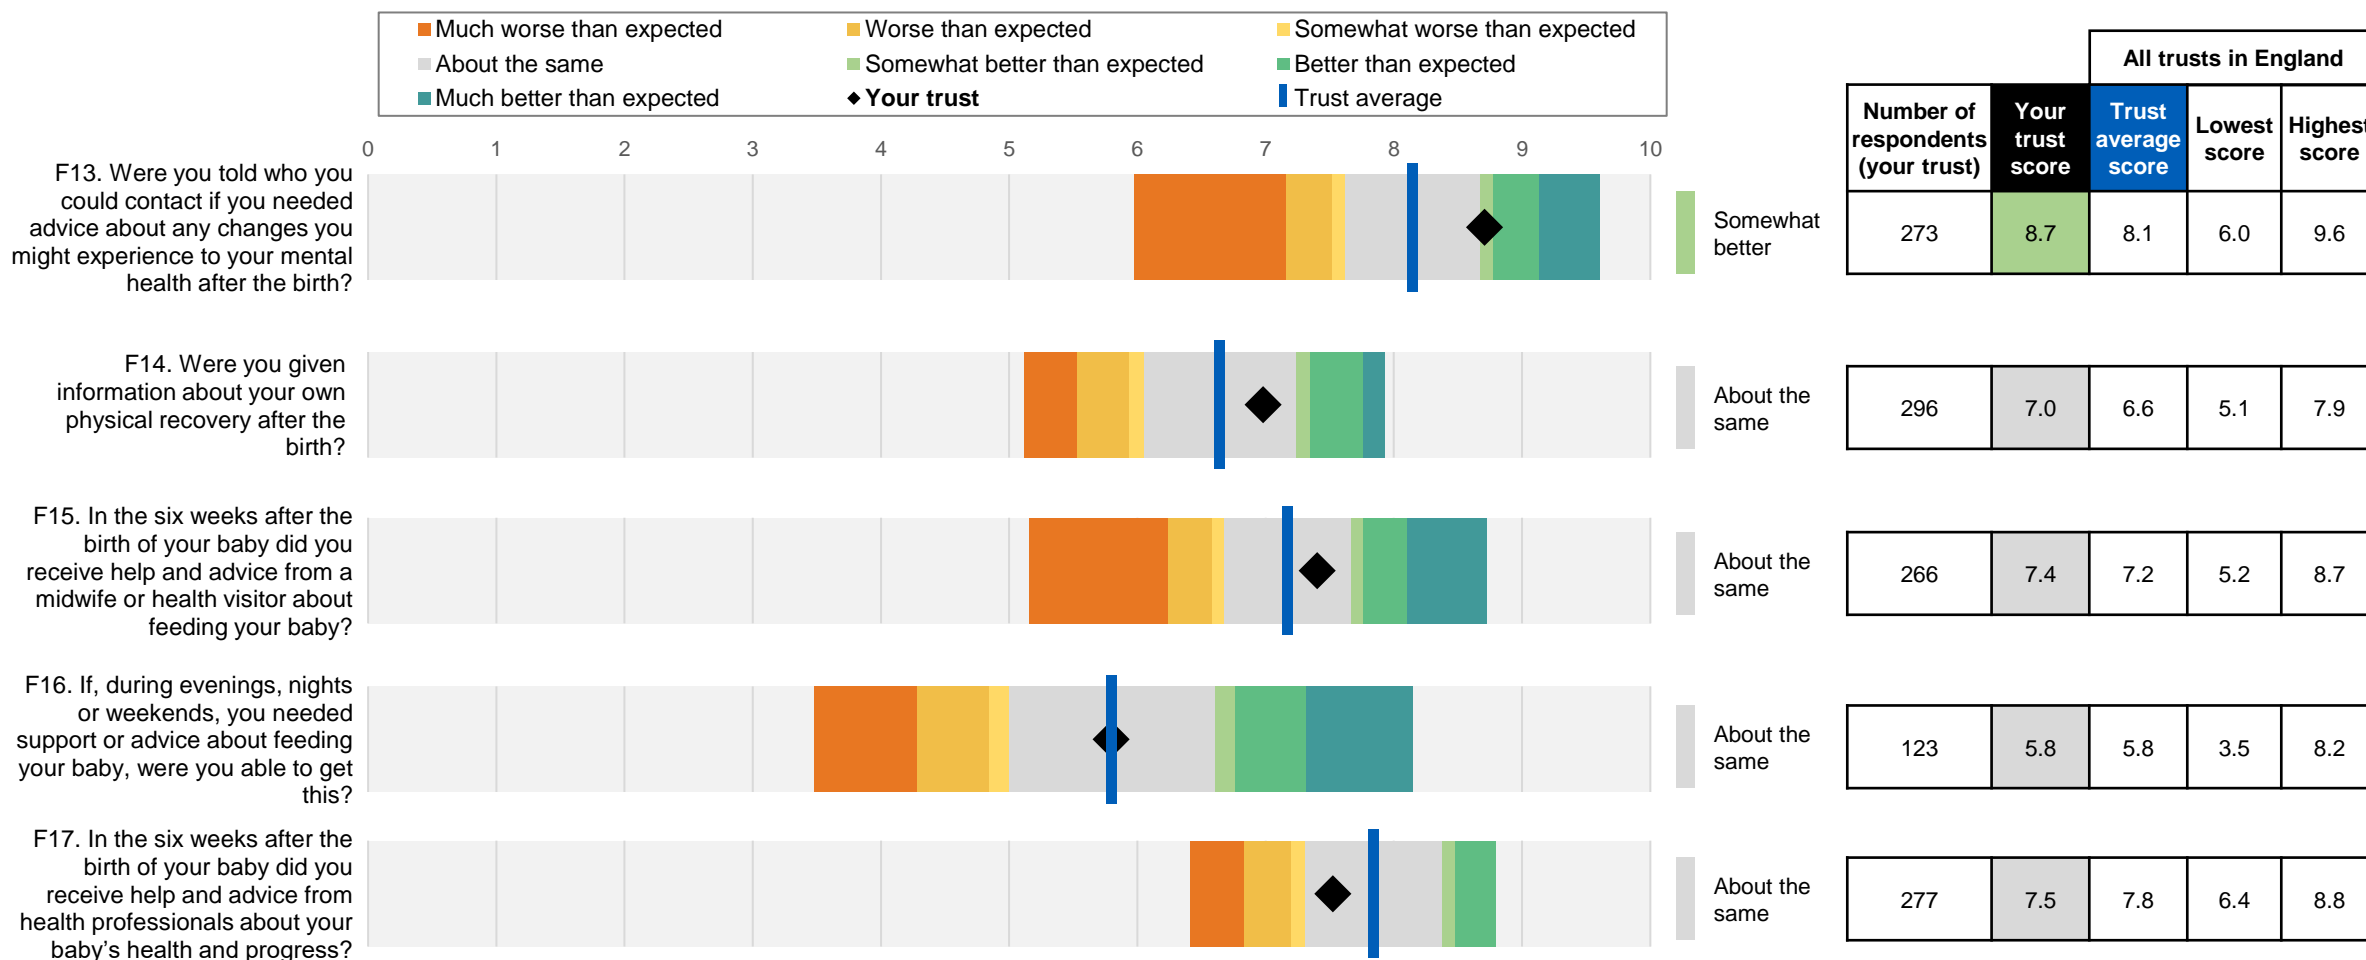 Much worse than expected
Worse than expected
Somewhat worse than expected
About the same
Somewhat better than expected
Better than expected
Much better than expected
Your trust
Trust average
All trusts in England
Number of respondents (your trust)
Your trust score
Trust average score
Lowest score
Highest score
0 1 2 3 4 5 6 7 8 9 10
F13. Were you told who you
could contact if you needed
advice about any changes you
might experience to your mental
health after the birth?
Somewhat
better
273 8.7 8.1 6.0 9.6
F14. Were you given
information about your own
physical recovery after the
birth?
About the
same
296 7.0 6.6 5.1 7.9
F15. In the six weeks after the
birth of your baby did you
receive help and advice from a
midwife or health visitor about
feeding your baby?
About the
same
266 7.4 7.2 5.2 8.7
F16. If, during evenings, nights
or weekends, you needed
support or advice about feeding
your baby, were you able to get
this?
About the
same
123 5.8 5.8 3.5 8.2
F17. In the six weeks after the
birth of your baby did you
receive help and advice from
health professionals about your
baby’s health and progress?
About the
same
277 7.5 7.8 6.4 8.8